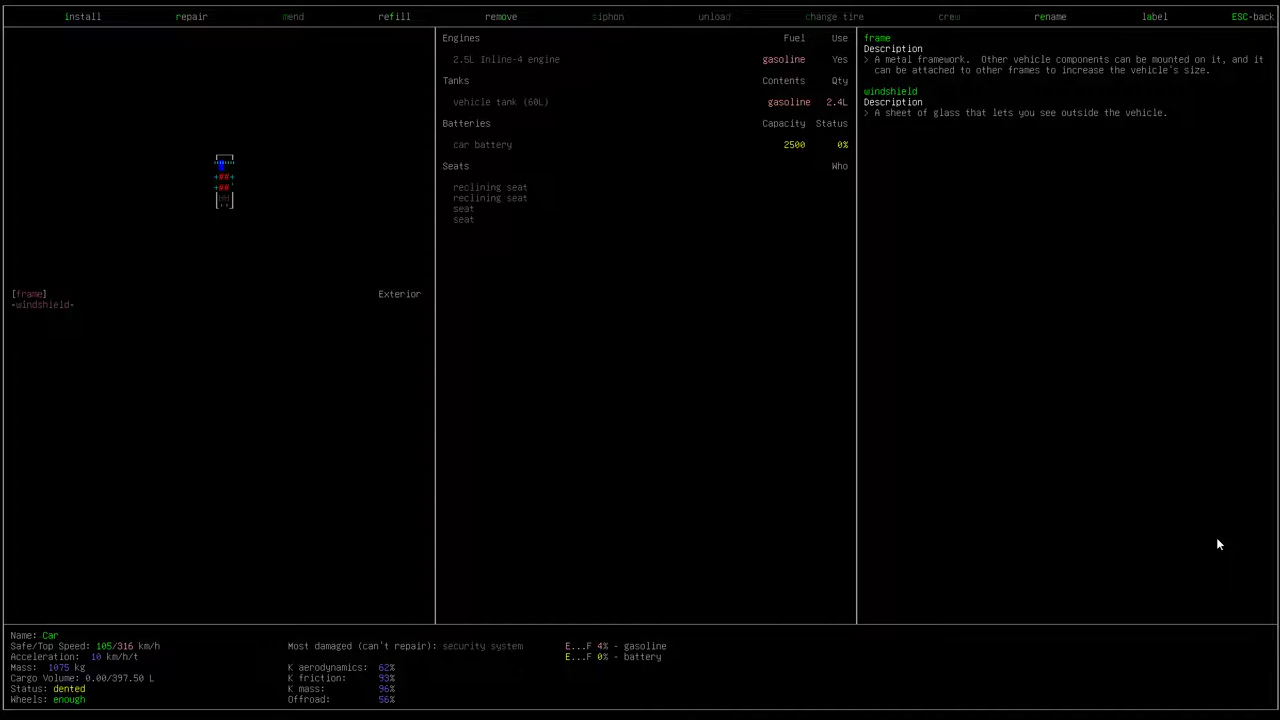 install repair mend refill remove siphon unload change tire crew rename label ESC-back
Engines Fuel Use
2.5L Inline-4 engine gasoline Yes
Tanks Contents Qty
vehicle tank (60L) gasoline 2.4L
Batteries Capacity Status
car battery 2500 0%
Seats Who
reclining seat
reclining seat
seat
seat
frame
Description
> A metal framework. Other vehicle components can be mounted on it, and it
can be attached to other frames to increase the vehicle's size.
windshield
Description
> A sheet of glass that lets you see outside the vehicle.
[frame] Exterior
-windshield-
Name: Car
Safe/Top Speed: 105/316 km/h
Acceleration: 10 km/h/t
Mass: 1075 kg
Cargo Volume: 0.00/397.50 L
Status: dented
Wheels: enough
Most damaged (can't repair): security system
K aerodynamics: 62%
K friction: 93%
K mass: 96%
Offroad: 56%
E...F 4% - gasoline
E...F 0% - battery